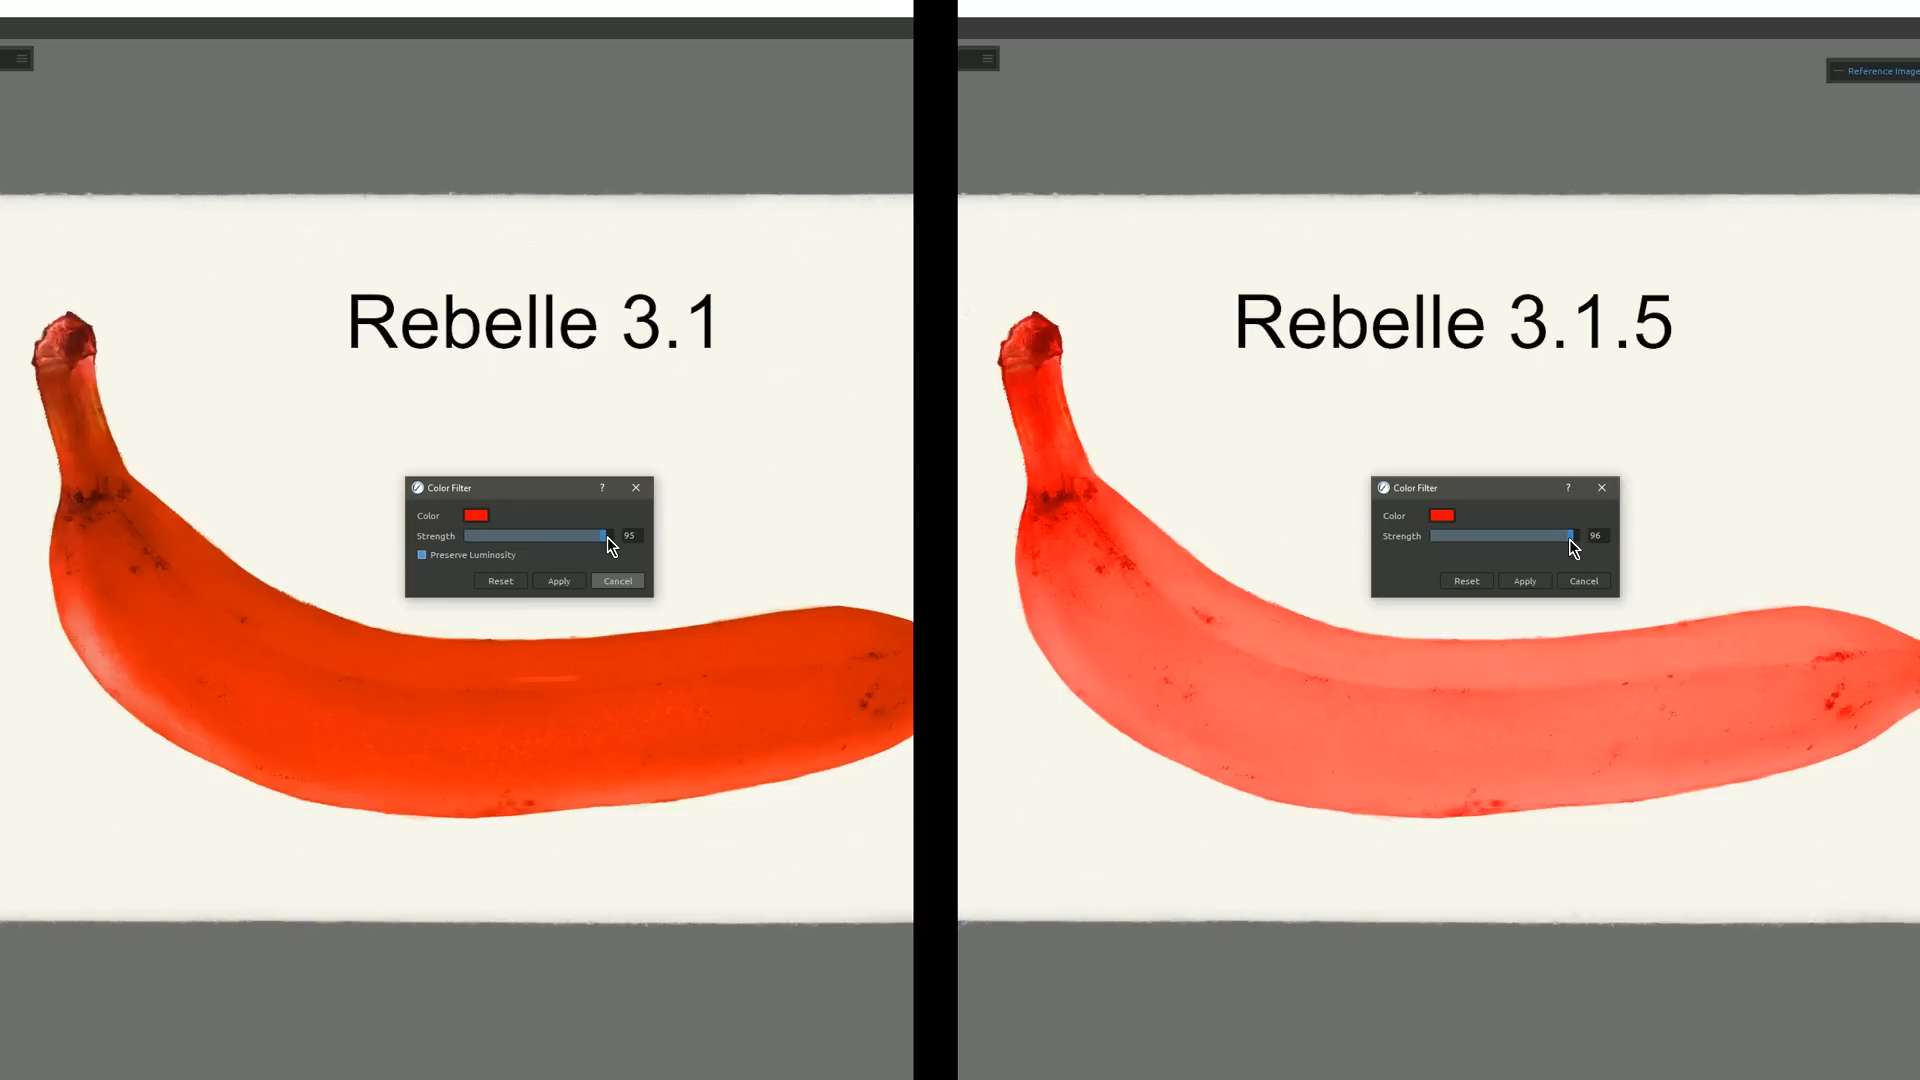 Reference Image
Rebelle 3.1
Color Filter ?
Color
Strength 95
Preserve Luminosity
Reset Apply Cancel
Rebelle 3.1.5
Color Filter ?
Color
Strength 96
Reset Apply Cancel